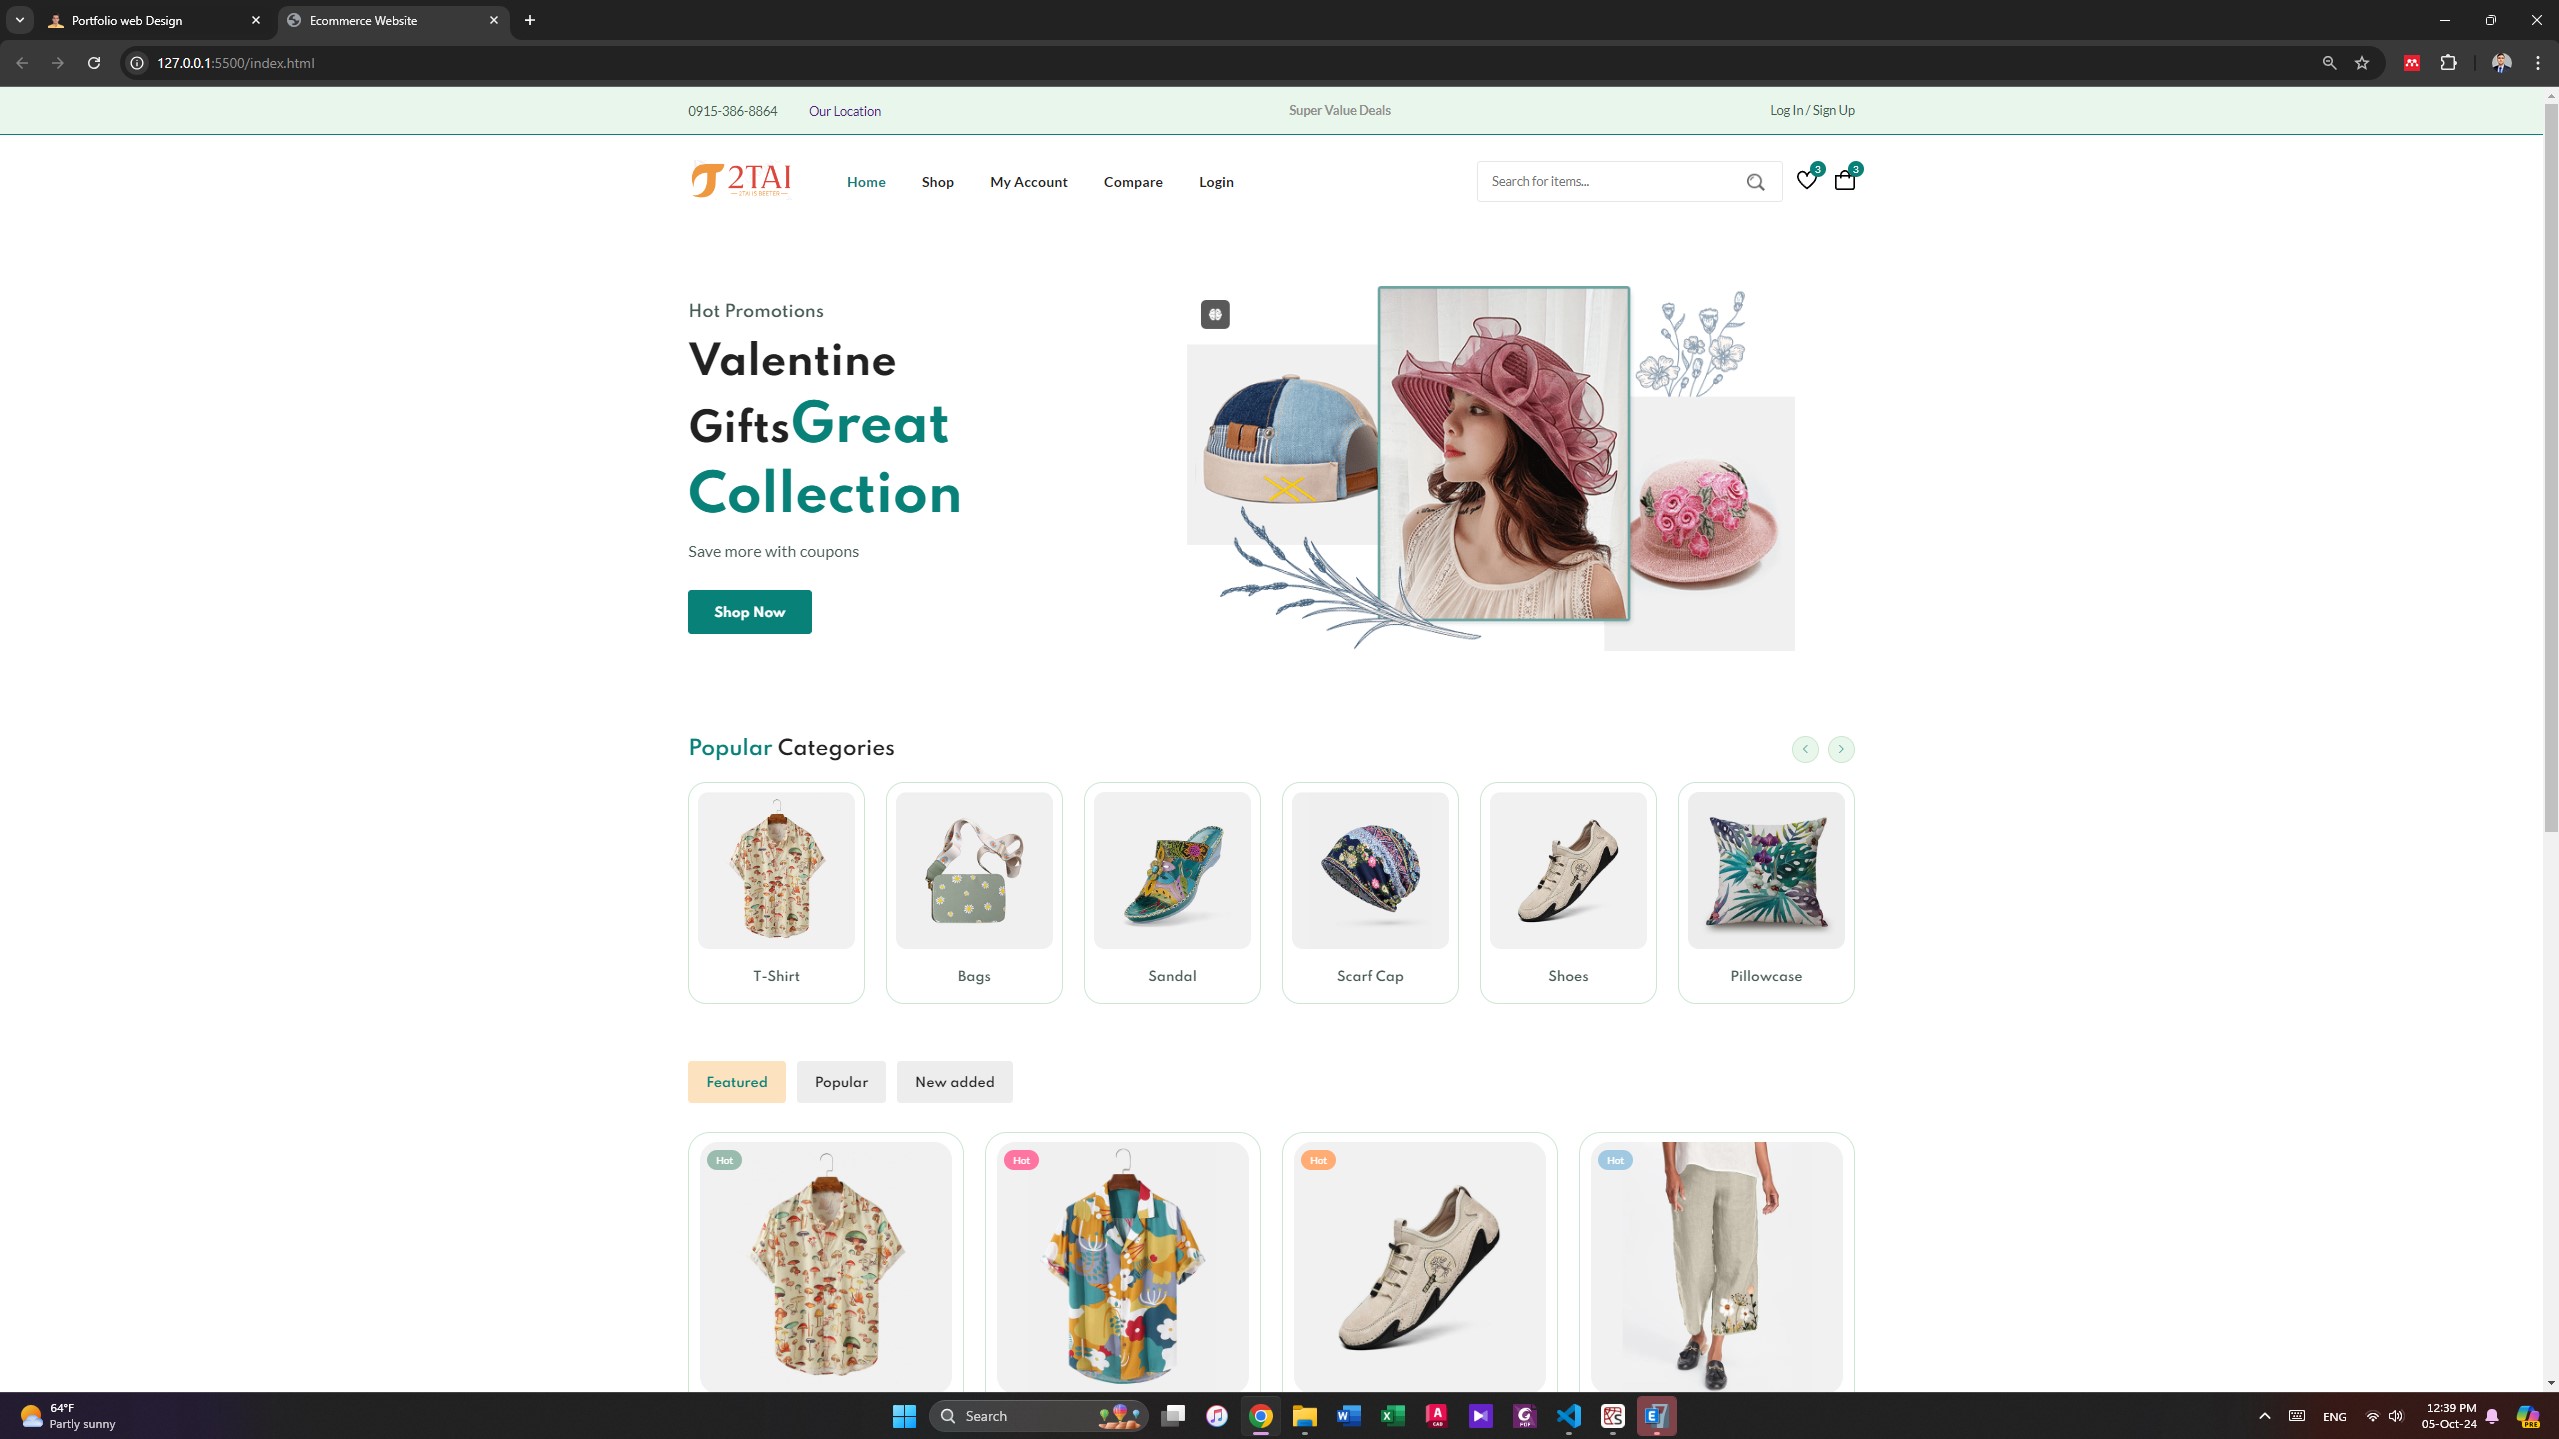 Portfolio web Design
Ecommerce Website
127.0.0.1:5500/index.html
0915-386-8864
Our Location
Super Value Deals
Log In / Sign Up
2TAI
Home
Shop
My Account
Compare
Login
Search for items...
3
3
Hot Promotions
Valentine
GiftsGreat
Collection
Save more with coupons
Shop Now
Popular Categories
T-Shirt
Bags
Sandal
Scarf Cap
Shoes
Pillowcase
Featured
Popular
New added
Hot
Hot
Hot
Hot
64°F
Partly sunny
Search
ENG
12:39 PM
05-Oct-24